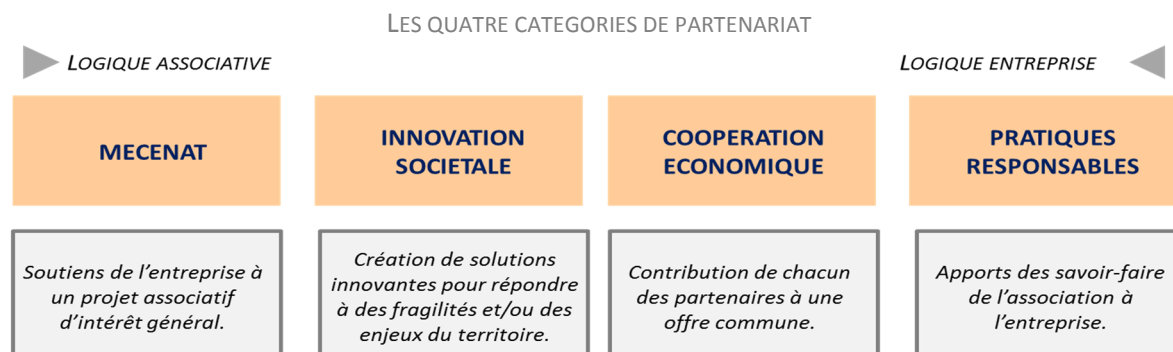 LES QUATRE CATEGORIES DE PARTENARIAT
LOGIQUE ASSOCIATIVE
LOGIQUE ENTREPRISE
MECENAT
INNOVATION
SOCIETALE
COOPERATION
ECONOMIQUE
PRATIQUES
RESPONSABLES
Soutiens de l'entreprise à
un projet associatif
d'intérêt général.
Création de solutions
innovantes pour répondre
à des fragilités et/ou des
enjeux du territoire.
Contribution de chacun
des partenaires à une
offre commune.
Apports des savoir-faire
de l'association à
l'entreprise.